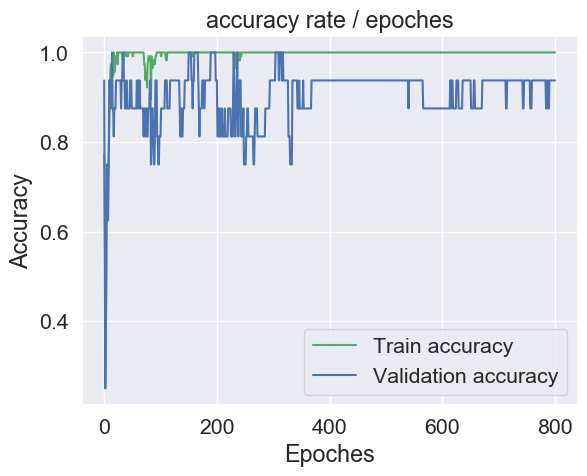 accuracy rate / epoches
1.0
0.8
0.6
0.4
Accuracy
0
200
400
600
800
Epoches
Train accuracy
Validation accuracy